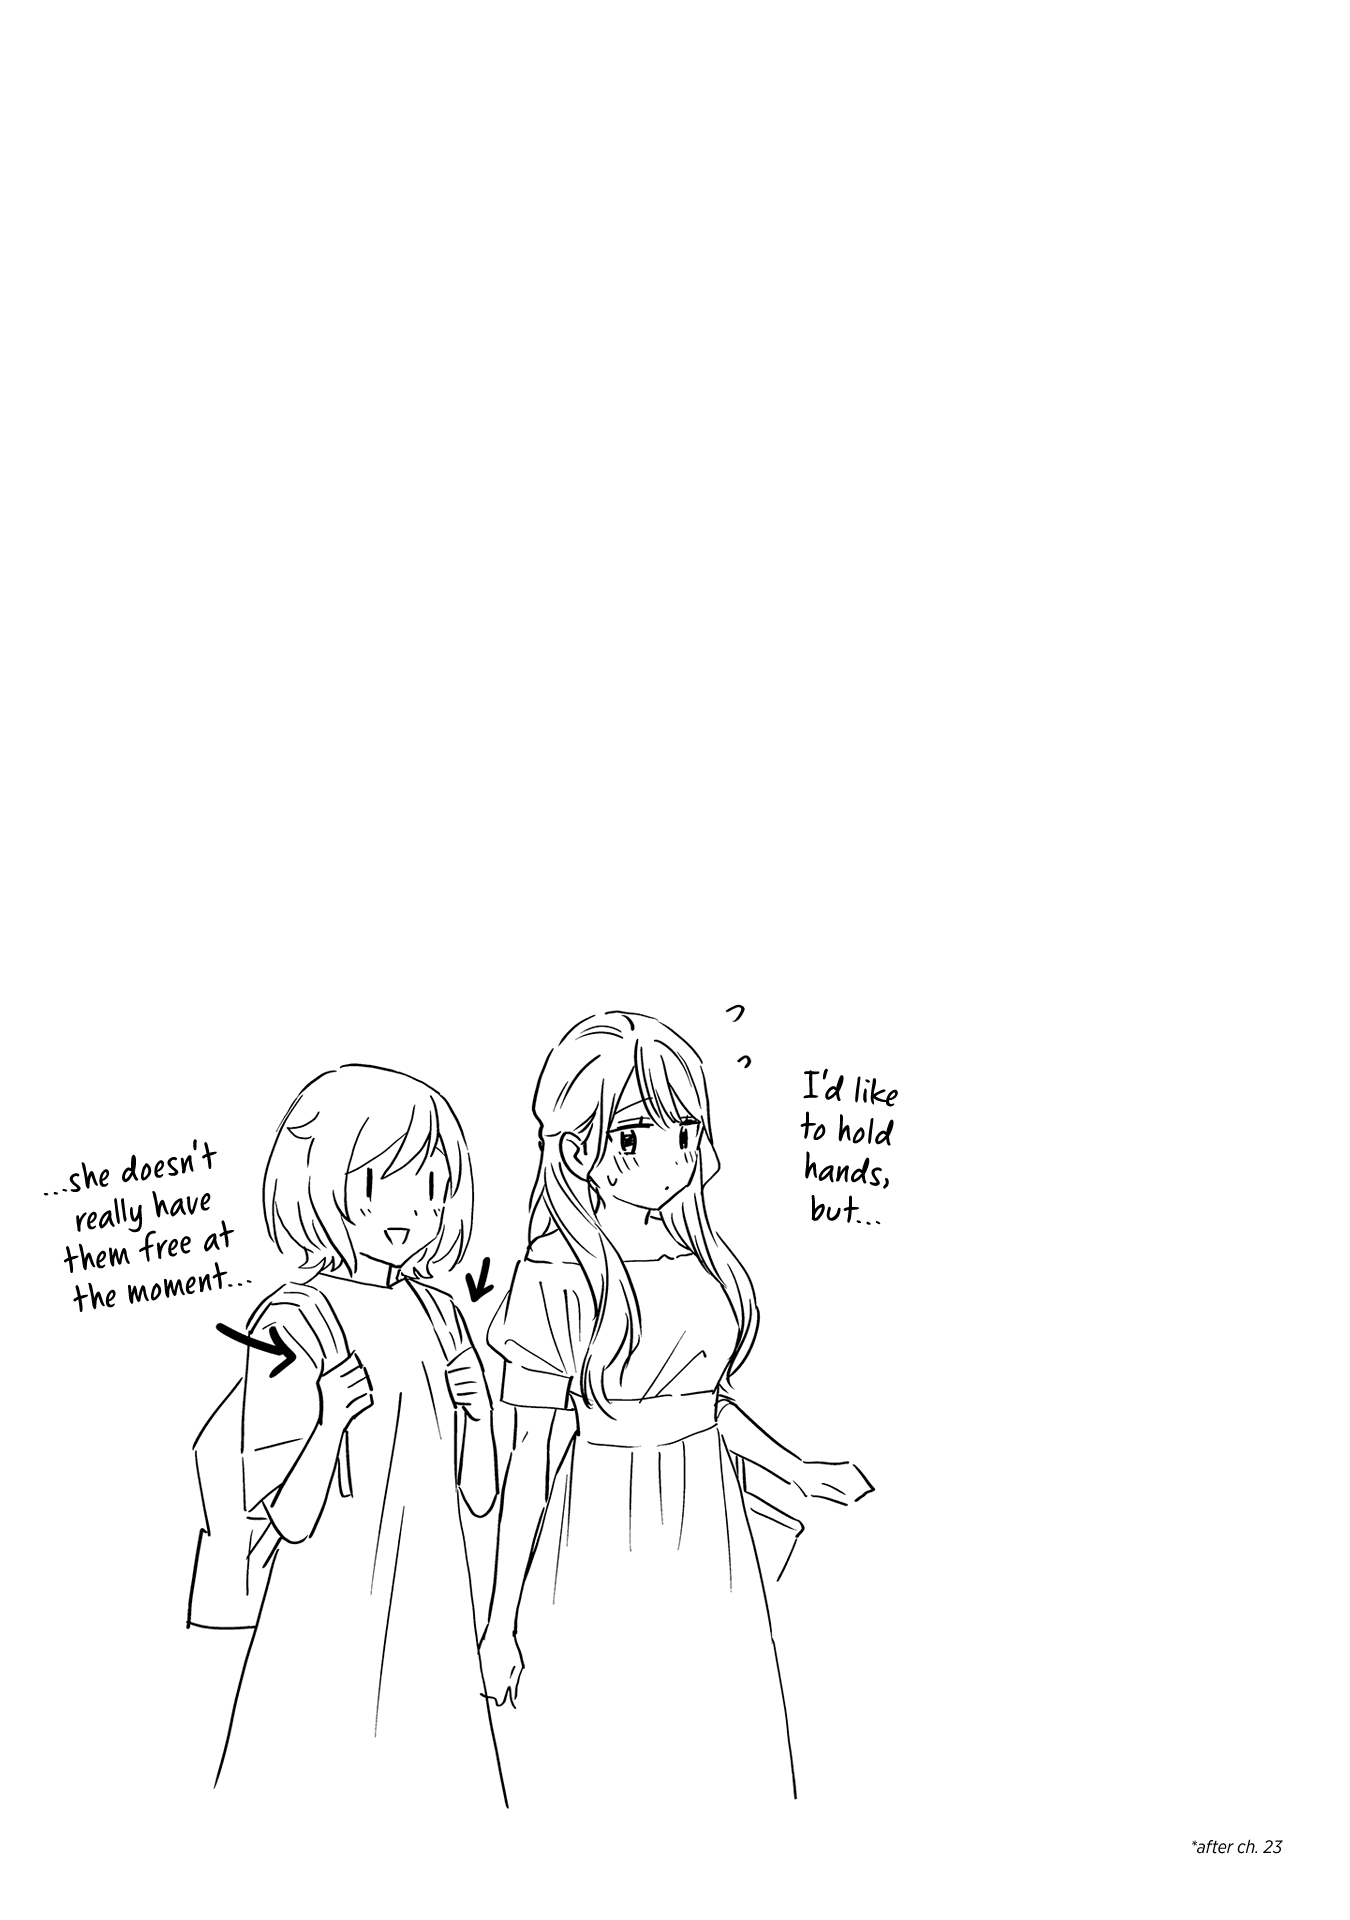 I'd like
to hold
hands,
but...
...she doesn't
really have
them free at
the moment...
*after ch. 23